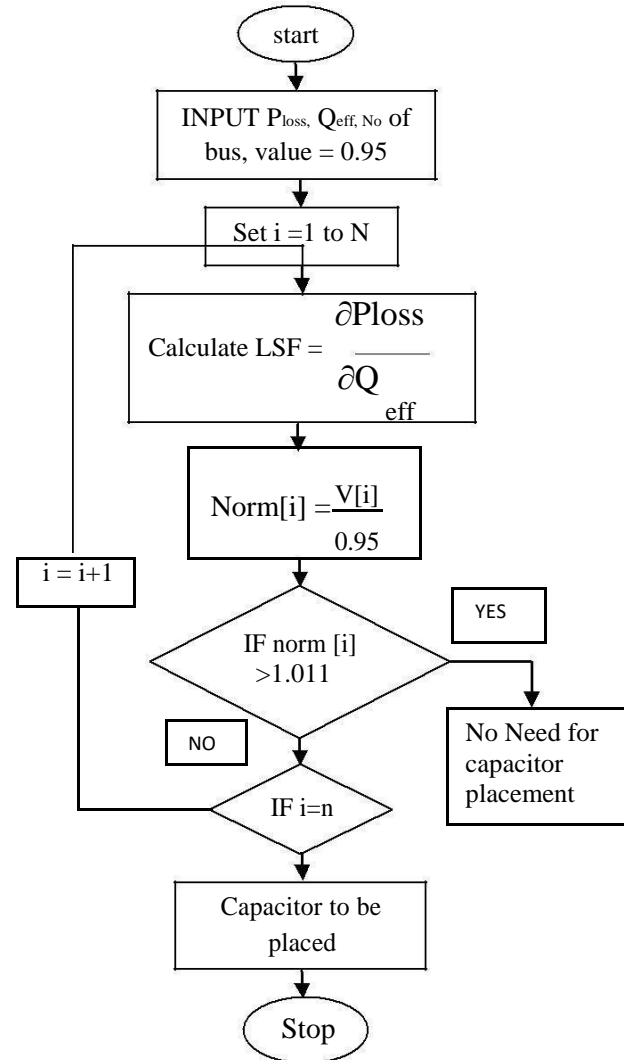 start
INPUT Ploss, Qeff, No of
bus, value = 0.95
Set i =1 to N
Calculate LSF = ∂Ploss
∂Q
eff
Norm[i] = V[i]
0.95
i = i+1
IF norm [i]
>1.011
YES
NO
No Need for
capacitor
placement
IF i=n
Capacitor to be
placed
Stop